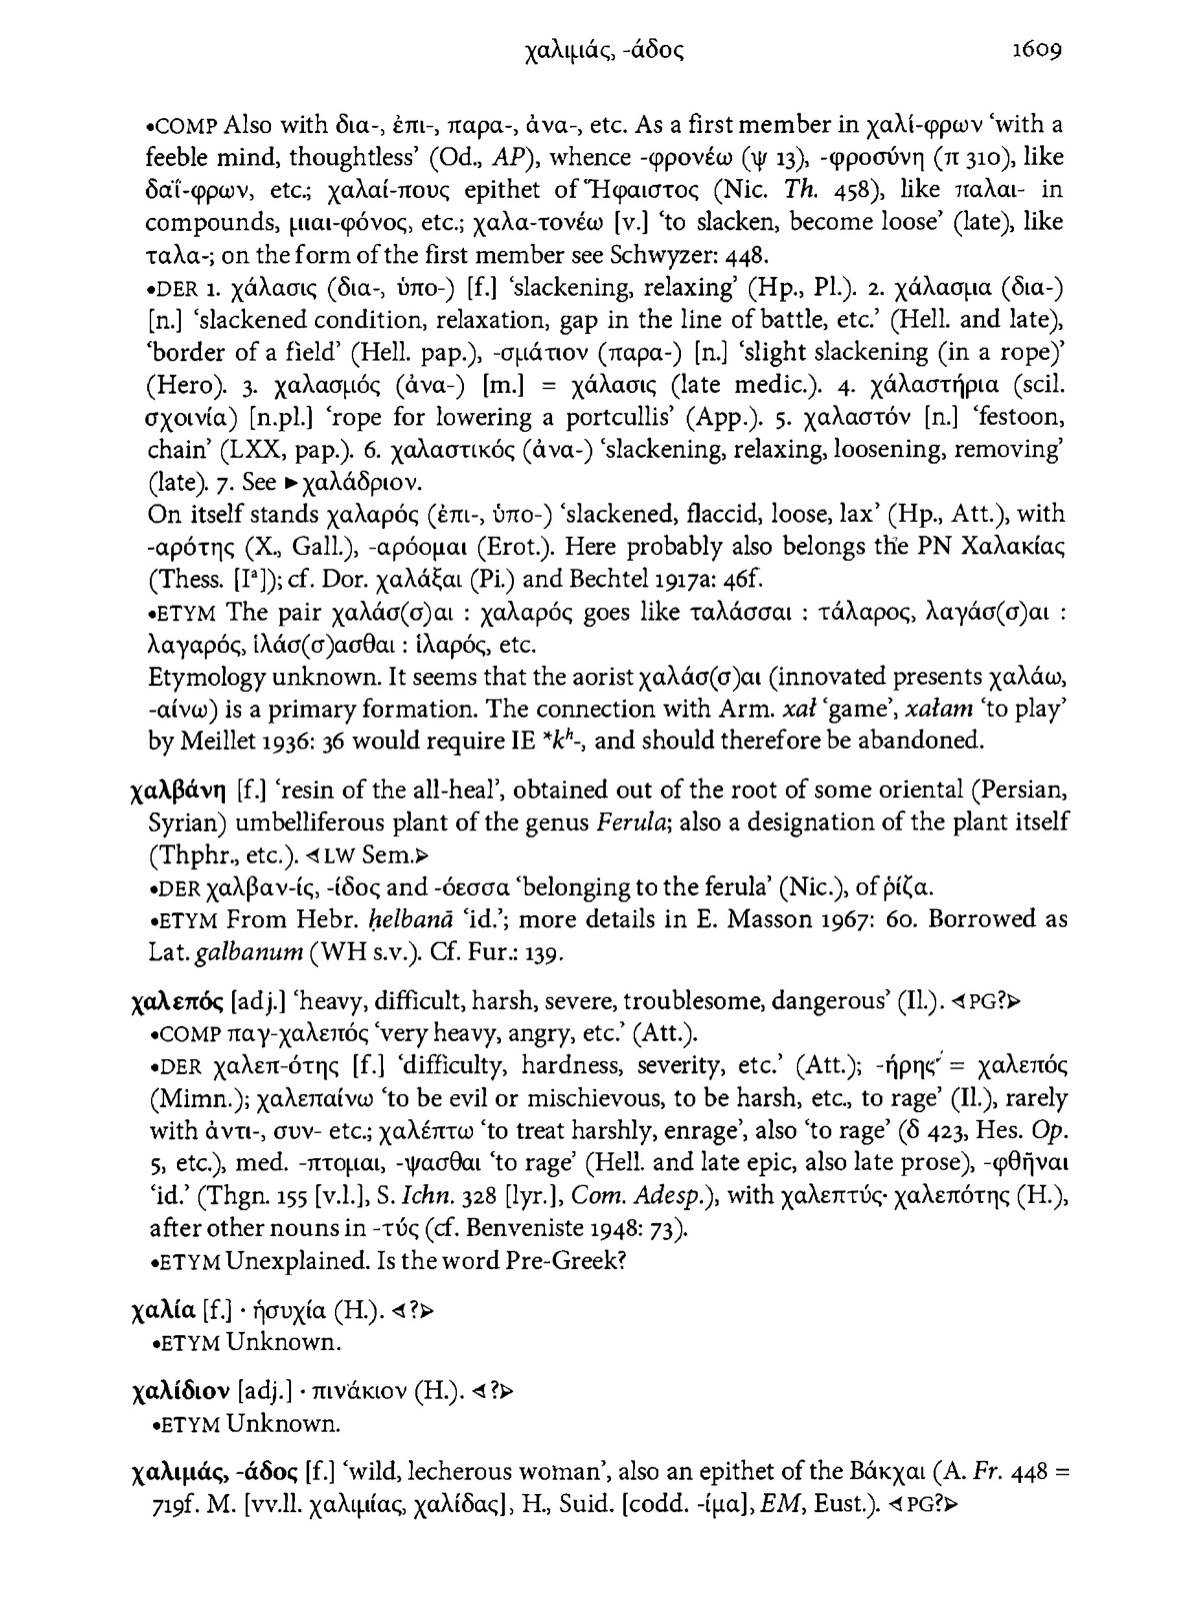 χαλιμάς, -άδος 1609
•COMP Also with δια-, ἐπι-, παρα-, ἀνα-, etc. As a first member in χαλί-φρων ‘with a
feeble mind, thoughtless’ (Od., AP), whence -φρονέω (ψ 13), -φροσύνη (π 310), like
δαΐ-φρων, etc.; χαλαί-πους epithet of Ἥφαιστος (Nic. Th. 458), like παλαι- in
compounds, μιαι-φόνος, etc.; χαλα-τονέω [v.] ‘to slacken, become loose’ (late), like
ταλα-; on the form of the first member see Schwyzer: 448.
•DER 1. χάλασις (δια-, ὑπο-) [f.] ‘slackening, relaxing’ (Hp., Pl.). 2. χάλασμα (δια-)
[n.] ‘slackened condition, relaxation, gap in the line of battle, etc.’ (Hell. and late),
‘border of a field’ (Hell. pap.), -σμάτιον (παρα-) [n.] ‘slight slackening (in a rope)’
(Hero). 3. χαλασμός (ἀνα-) [m.] = χάλασις (late medic.). 4. χάλαστήρια (scil.
σχοινία) [n.pl.] ‘rope for lowering a portcullis’ (App.). 5. χαλαστόν [n.] ‘festoon,
chain’ (LXX, pap.). 6. χαλαστικός (ἀνα-) ‘slackening, relaxing, loosening, removing’
(late). 7. See ►χαλάδριον.
On itself stands χαλαρός (ἐπι-, ὑπο-) ‘slackened, flaccid, loose, lax’ (Hp., Att.), with
-αρότης (X., Gall.), -αρόομαι (Erot.). Here probably also belongs the PN Χαλακίας
(Thess. [Iᵃ]); cf. Dor. χαλάξαι (Pi.) and Bechtel 1917a: 46f.
•ETYM The pair χαλάσ(σ)αι : χαλαρός goes like ταλάσσαι : τάλαρος, λαγάσ(σ)αι :
λαγαρός, ἱλάσ(σ)ασθαι : ἱλαρός, etc.
Etymology unknown. It seems that the aorist χαλάσ(σ)αι (innovated presents χαλάω,
-αίνω) is a primary formation. The connection with Arm. xał ‘game’, xałam ‘to play’
by Meillet 1936: 36 would require IE *kʰ-, and should therefore be abandoned.
χαλβάνη [f.] ‘resin of the all-heal’, obtained out of the root of some oriental (Persian,
Syrian) umbelliferous plant of the genus Ferula; also a designation of the plant itself
(Thphr., etc.). ⊲LW Sem.⊳
•DER χαλβαν-ίς, -ίδος and -όεσσα ‘belonging to the ferula’ (Nic.), of ῥίζα.
•ETYM From Hebr. ḥelbanā ‘id.’; more details in E. Masson 1967: 60. Borrowed as
Lat. galbanum (WH s.v.). Cf. Fur.: 139.
χαλεπός [adj.] ‘heavy, difficult, harsh, severe, troublesome, dangerous’ (Il.). ⊲PG?⊳
•COMP παγ-χαλεπός ‘very heavy, angry, etc.’ (Att.).
•DER χαλεπ-ότης [f.] ‘difficulty, hardness, severity, etc.’ (Att.); -ήρης = χαλεπός
(Mimn.); χαλεπαίνω ‘to be evil or mischievous, to be harsh, etc., to rage’ (Il.), rarely
with ἀντι-, συν- etc.; χαλέπτω ‘to treat harshly, enrage’, also ‘to rage’ (δ 423, Hes. Op.
5, etc.), med. -πτομαι, -ψασθαι ‘to rage’ (Hell. and late epic, also late prose), -φθῆναι
‘id.’ (Thgn. 155 [v.l.], S. Ichn. 328 [lyr.], Com. Adesp.), with χαλεπτύς· χαλεπότης (H.),
after other nouns in -τύς (cf. Benveniste 1948: 73).
•ETYM Unexplained. Is the word Pre-Greek?
χαλία [f.] · ἡσυχία (H.). ⊲?⊳
•ETYM Unknown.
χαλίδιον [adj.] · πινάκιον (H.). ⊲?⊳
•ETYM Unknown.
χαλιμάς, -άδος [f.] ‘wild, lecherous woman’, also an epithet of the Βάκχαι (A. Fr. 448 =
719f. M. [vv.ll. χαλιμίας, χαλίδας], H., Suid. [codd. -ίμα], EM, Eust.). ⊲PG?⊳